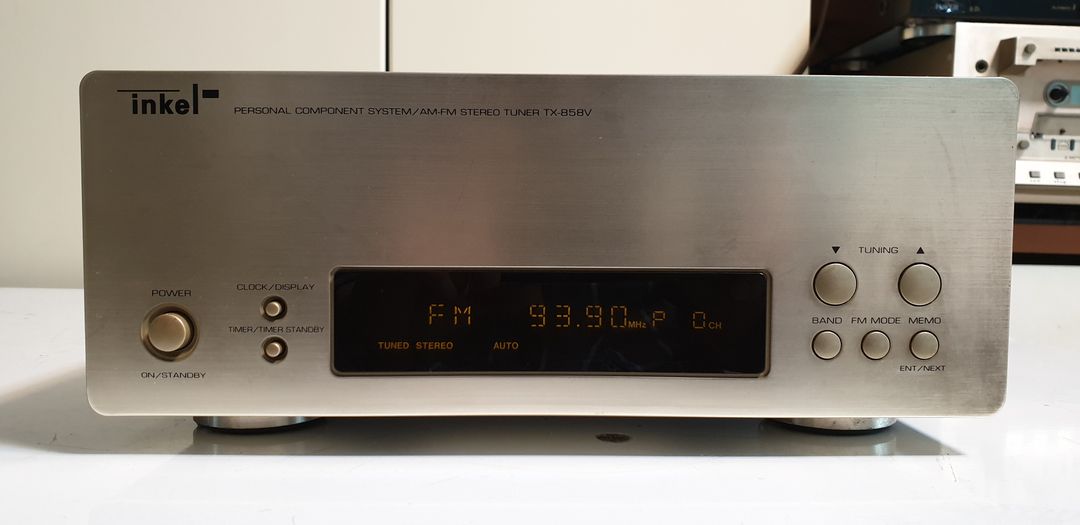 inkel
PERSONAL COMPONENT SYSTEM/AM-FM STEREO TUNER TX-858V
▼ TUNING ▲
CLOCK/DISPLAY
POWER
FM 93.90 MHz P 0 CH
BAND FM MODE MEMO
TIMER/TIMER STANDBY
TUNED STEREO AUTO
ENT/NEXT
ON/STANDBY